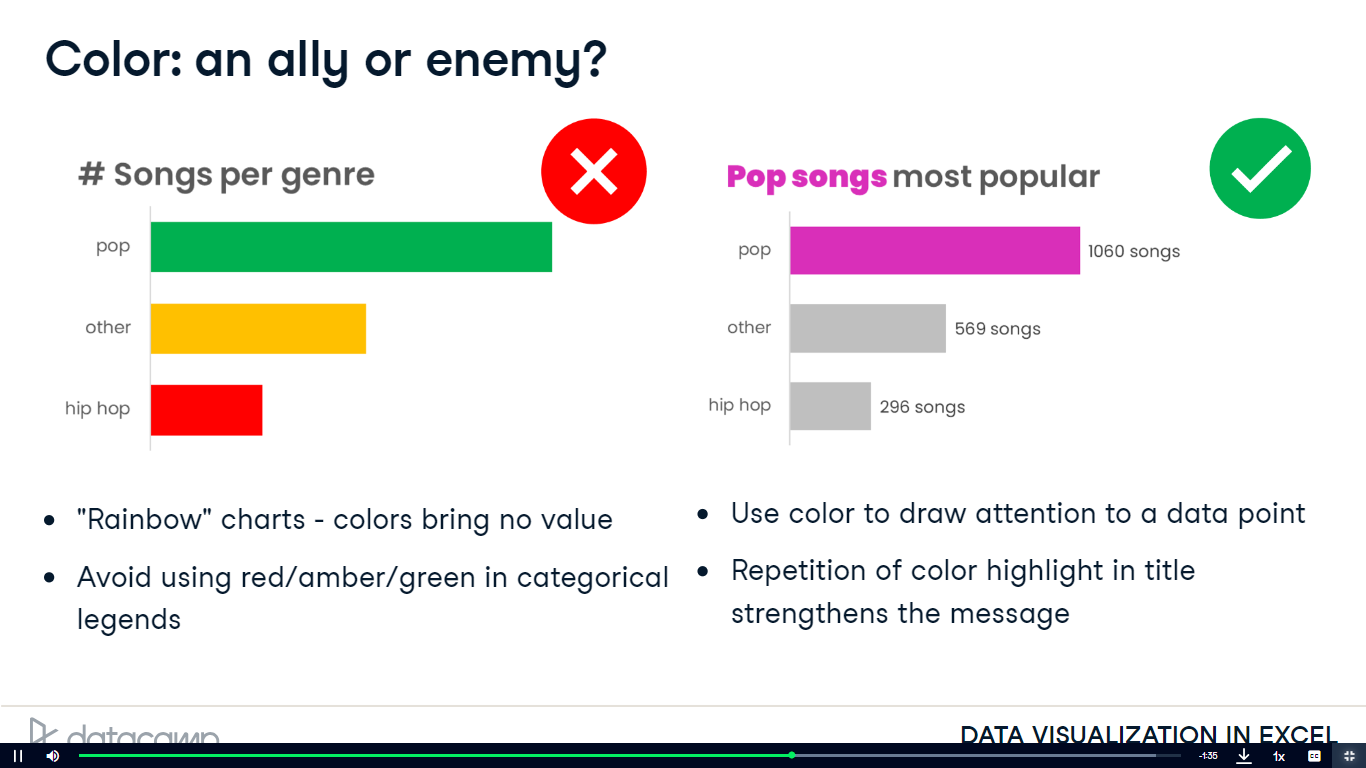 Color: an ally or enemy?
# Songs per genre
pop
other
hip hop
• "Rainbow" charts - colors bring no value
• Avoid using red/amber/green in categorical
legends
Pop songs most popular
pop
1060 songs
other
569 songs
hip hop
296 songs
• Use color to draw attention to a data point
• Repetition of color highlight in title
strengthens the message
datacamp
DATA VISUALIZATION IN EXCEL
-1:35
1x
CC